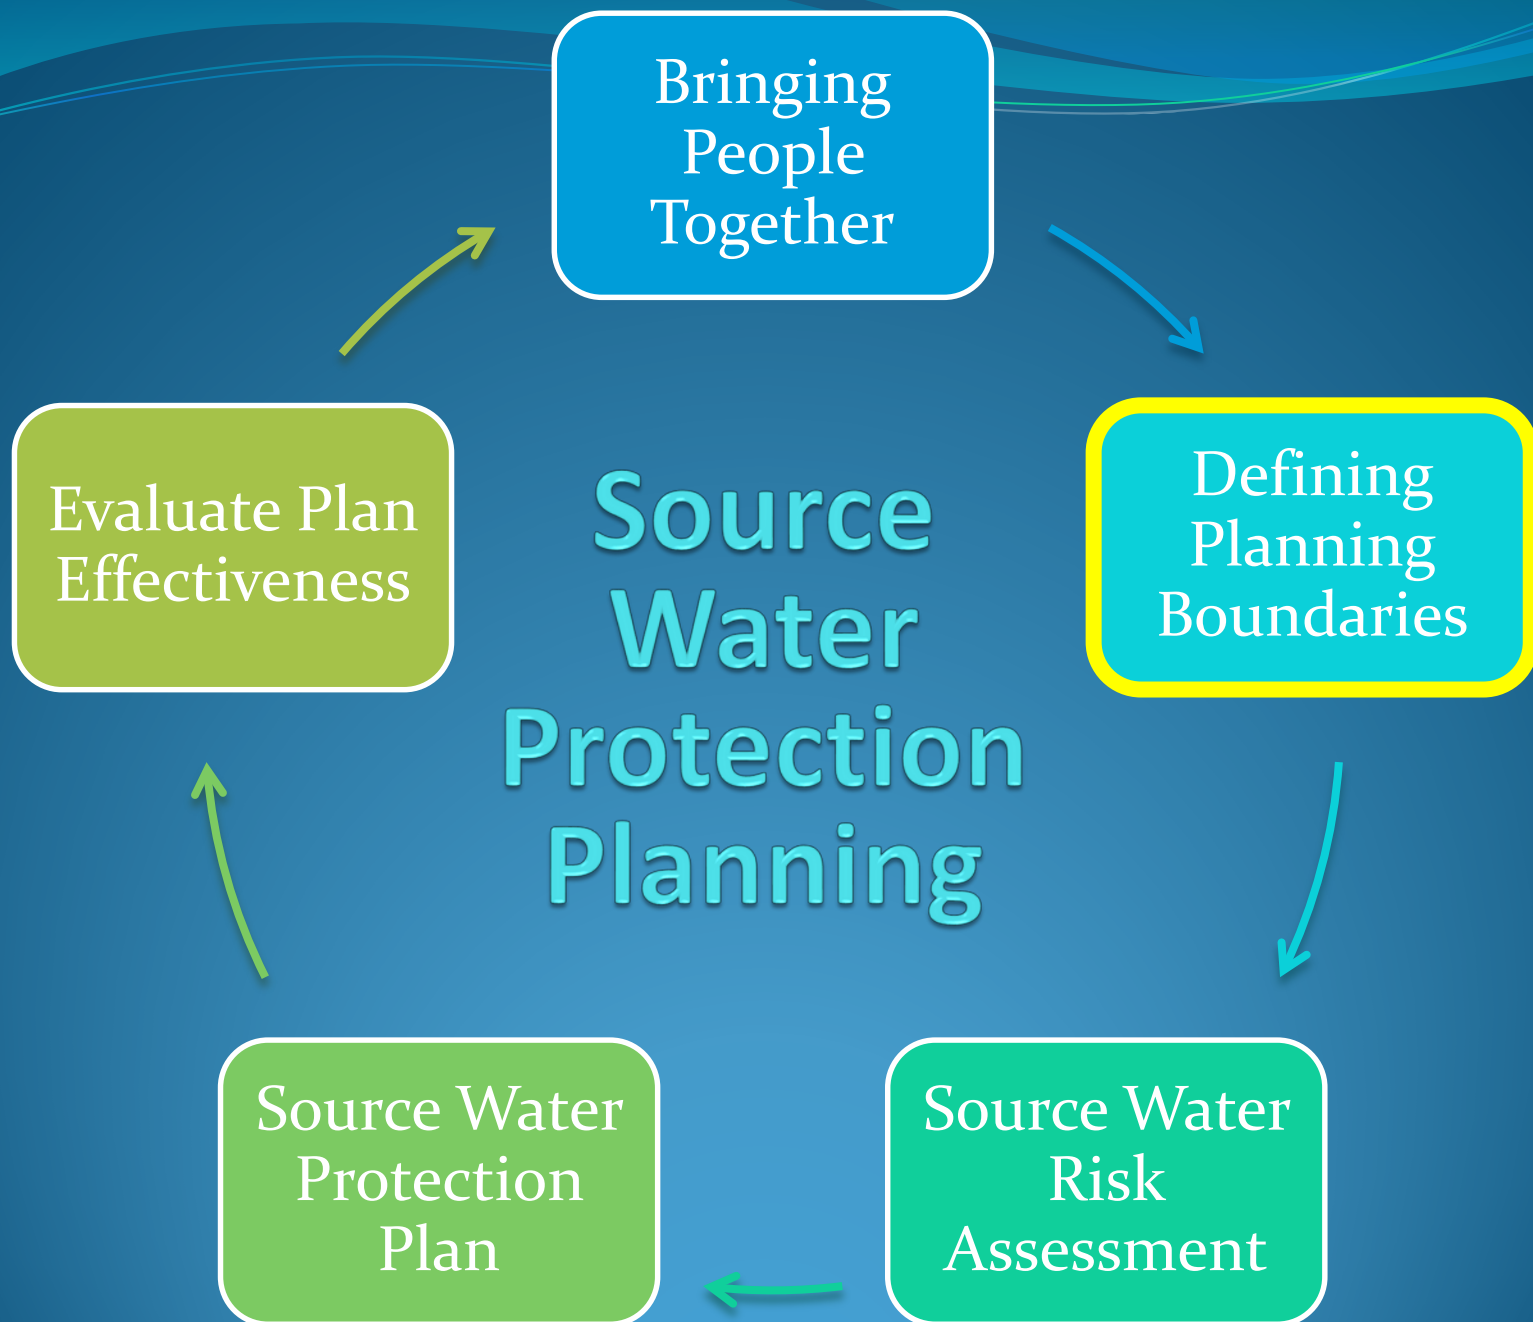 Bringing
People
Together
Defining
Planning
Boundaries
Source Water
Risk
Assessment
Source Water
Protection
Plan
Evaluate Plan
Effectiveness
Source
Water
Protection
Planning